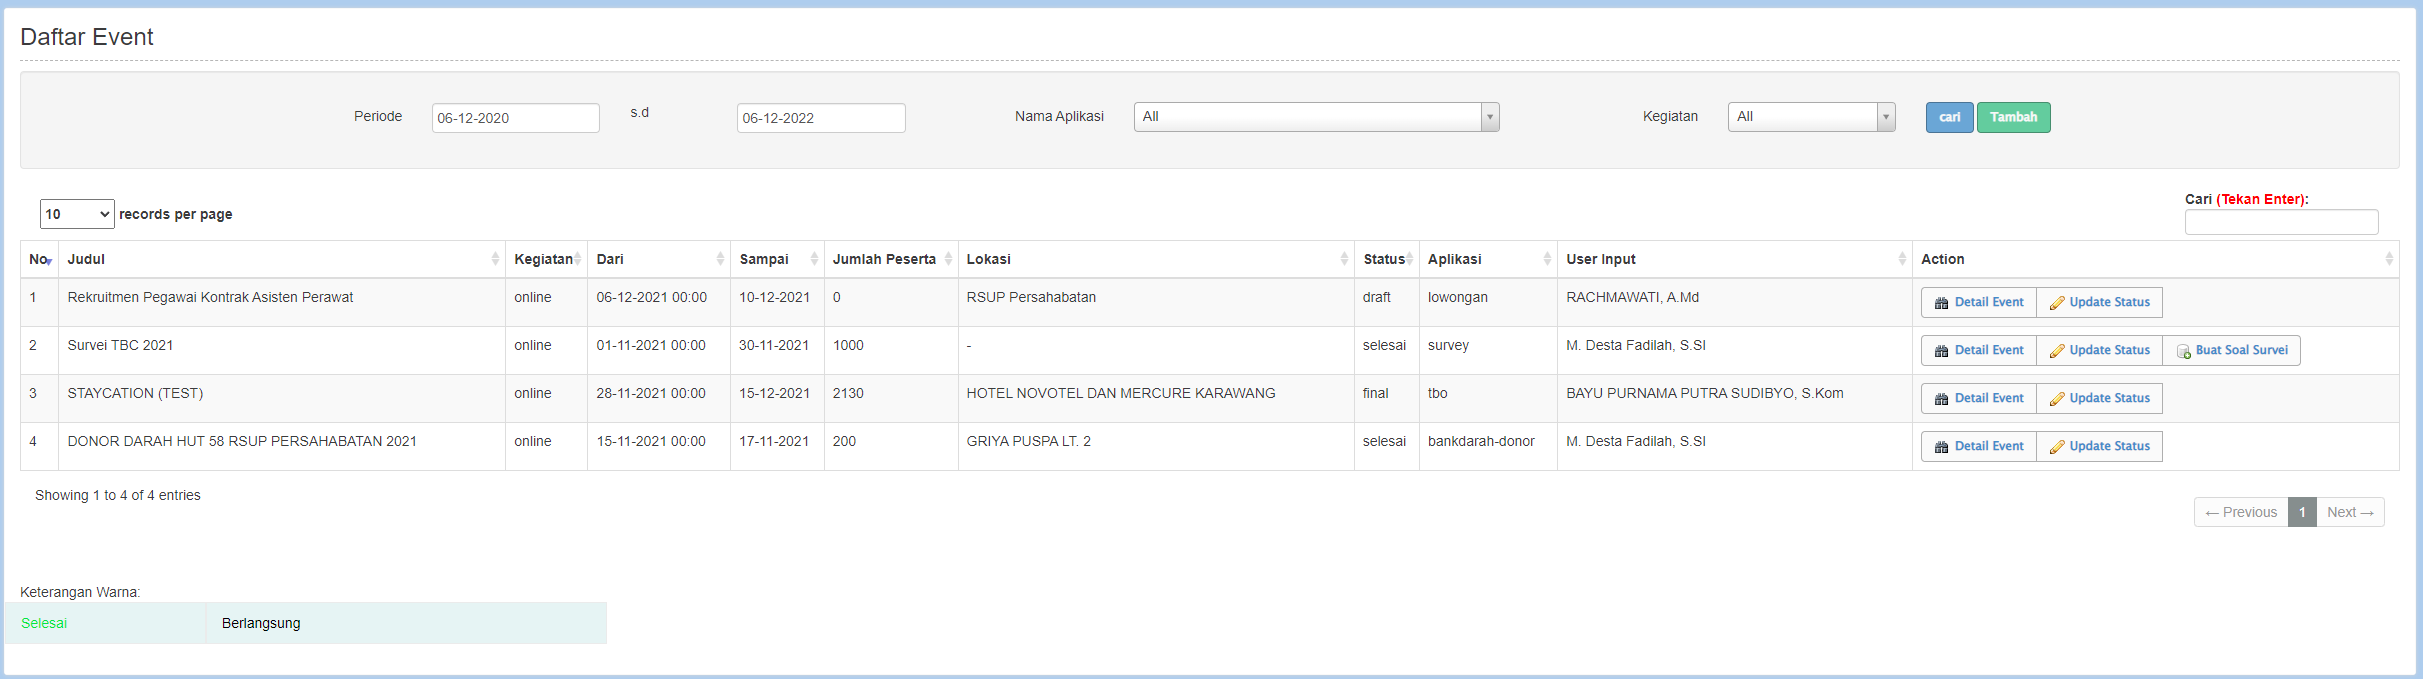 Daftar Event
Periode 06-12-2020 s.d 06-12-2022 Nama Aplikasi All Kegiatan All cari Tambah
Cari (Tekan Enter):
10 records per page
No Judul Kegiatan Dari Sampai Jumlah Peserta Lokasi Status Aplikasi User Input Action
1 Rekruitmen Pegawai Kontrak Asisten Perawat online 06-12-2021 00:00 10-12-2021 0 RSUP Persahabatan draft lowongan RACHMAWATI, A.Md Detail Event Update Status
2 Survei TBC 2021 online 01-11-2021 00:00 30-11-2021 1000 - selesai survey M. Desta Fadilah, S.SI Detail Event Update Status Buat Soal Survei
3 STAYCATION (TEST) online 28-11-2021 00:00 15-12-2021 2130 HOTEL NOVOTEL DAN MERCURE KARAWANG final tbo BAYU PURNAMA PUTRA SUDIBYO, S.Kom Detail Event Update Status
4 DONOR DARAH HUT 58 RSUP PERSAHABATAN 2021 online 15-11-2021 00:00 17-11-2021 200 GRIYA PUSPA LT. 2 selesai bankdarah-donor M. Desta Fadilah, S.SI Detail Event Update Status
Showing 1 to 4 of 4 entries
← Previous 1 Next →
Keterangan Warna:
Selesai Berlangsung